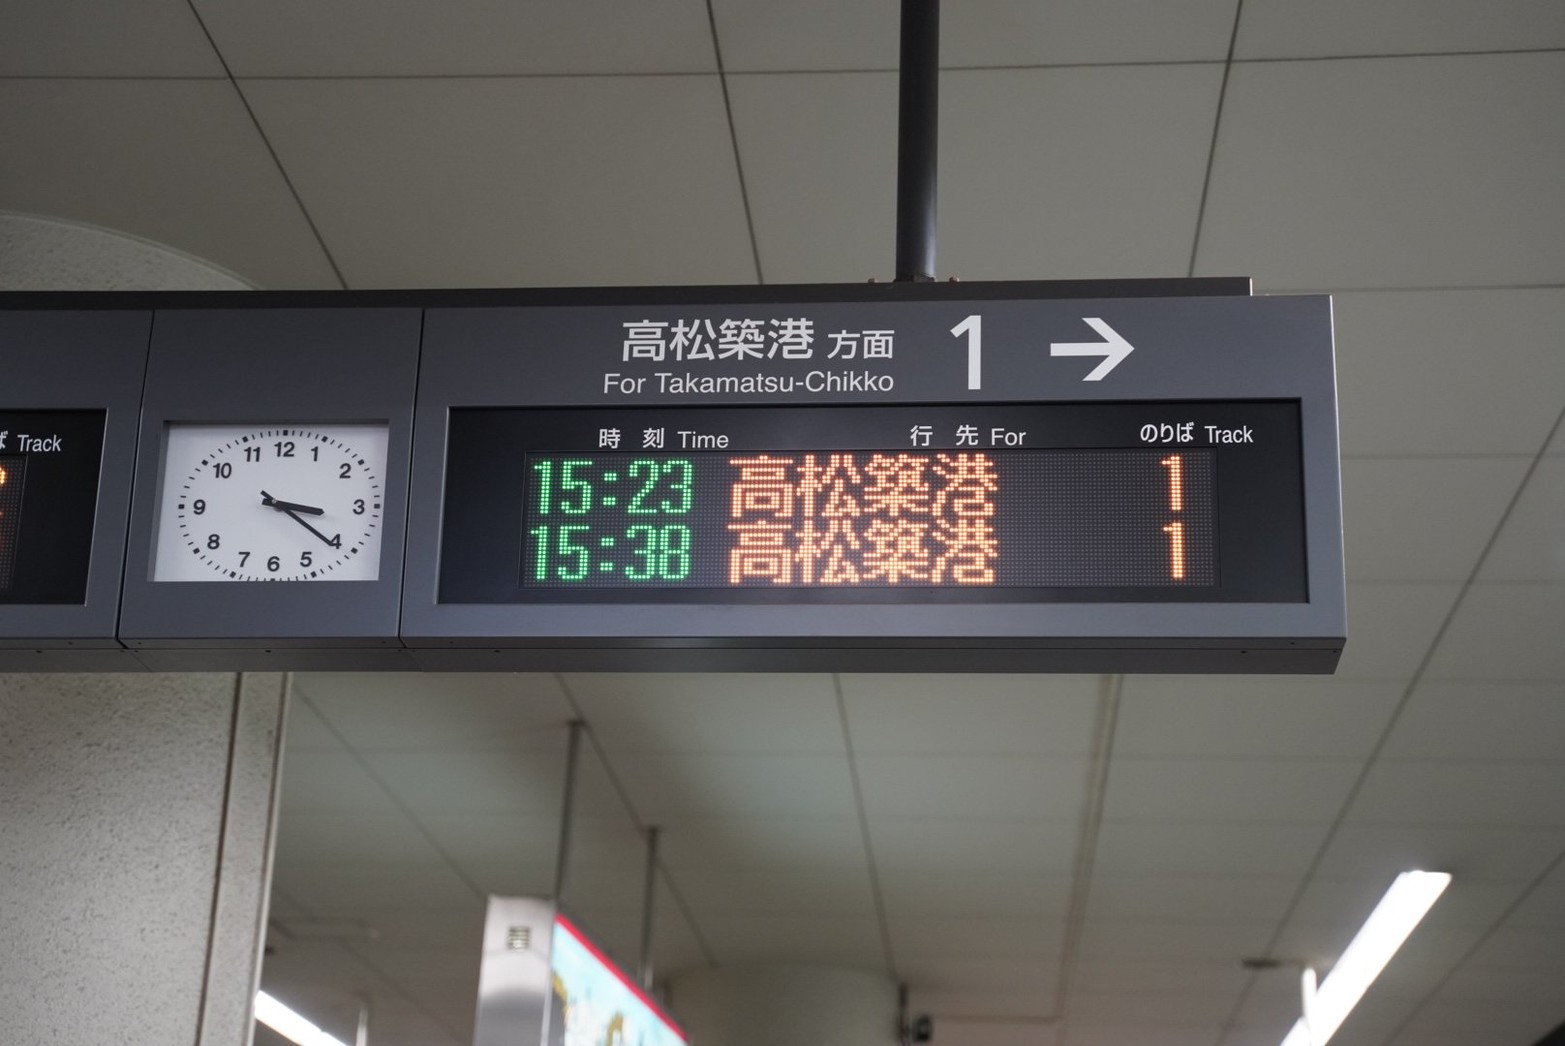 高松築港 方面 1 →
For Takamatsu-Chikko
Track
12
11 1
10 2
9 3
8 4
7 5
6
時刻 Time 行先 For のりば Track
15:23 高松築港 1
15:38 高松築港 1